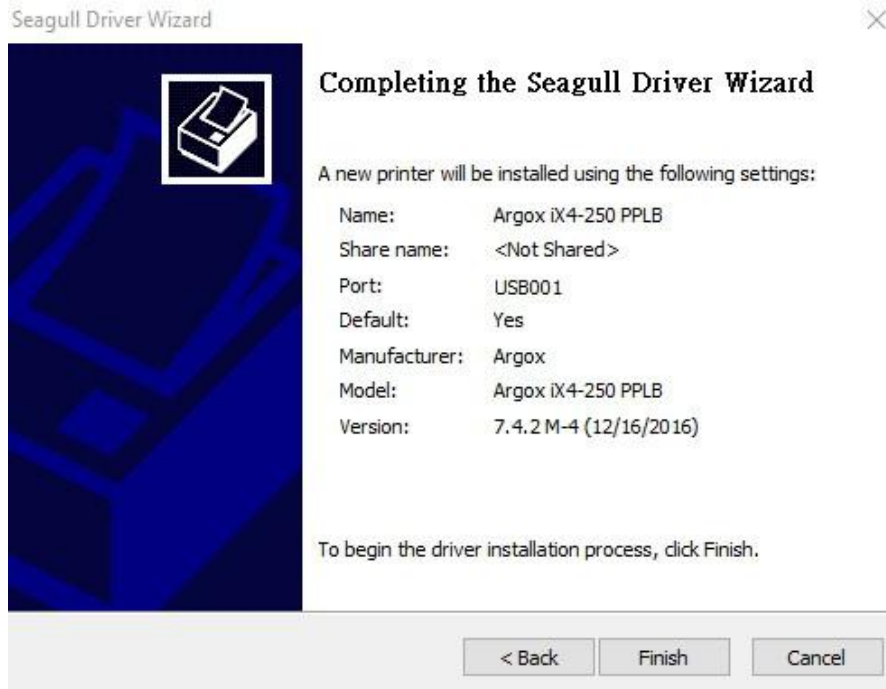 Seagull Driver Wizard
Completing the Seagull Driver Wizard
A new printer will be installed using the following settings:
Name: Argox iX4-250 PPLB
Share name: <Not Shared>
Port: USB001
Default: Yes
Manufacturer: Argox
Model: Argox iX4-250 PPLB
Version: 7.4.2 M-4 (12/16/2016)
To begin the driver installation process, click Finish.
< Back Finish Cancel